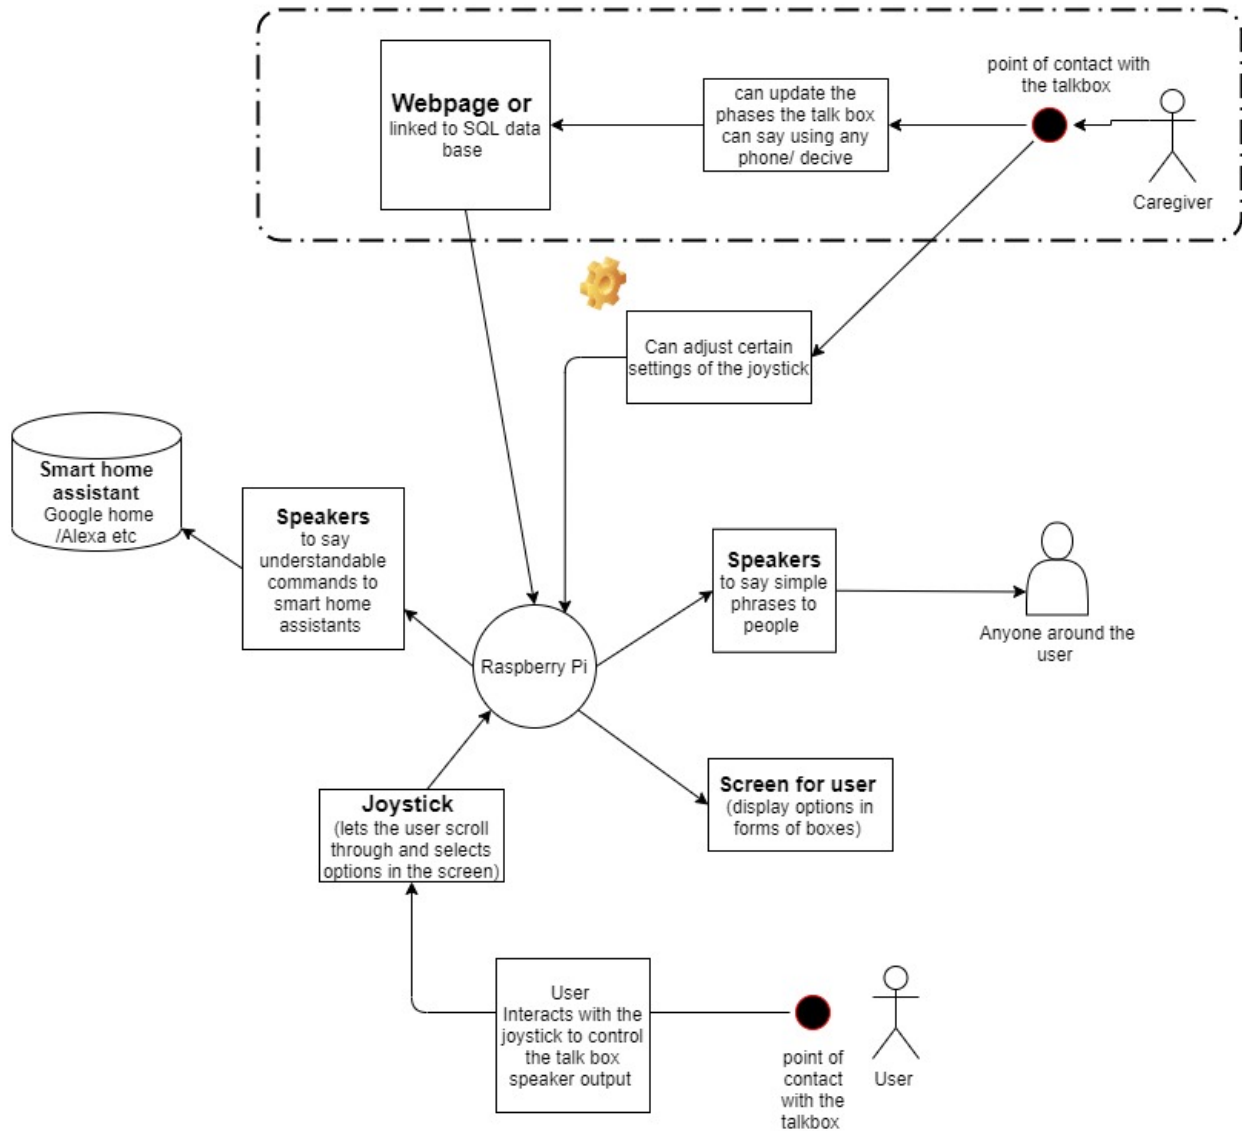 point of contact with
the talkbox
Webpage or
linked to SQL data
base
can update the
phases the talk box
can say using any
phone/ decive
Caregiver
Can adjust certain
settings of the joystick
Smart home
assistant
Google home
/Alexa etc
Speakers
to say
understandable
commands to
smart home
assistants
Speakers
to say simple
phrases to
people
Anyone around the
user
Raspberry Pi
Joystick
(lets the user scroll
through and selects
options in the screen)
Screen for user
(display options in
forms of boxes)
User
Interacts with the
joystick to control
the talk box
speaker output
point of
contact
with the
talkbox
User